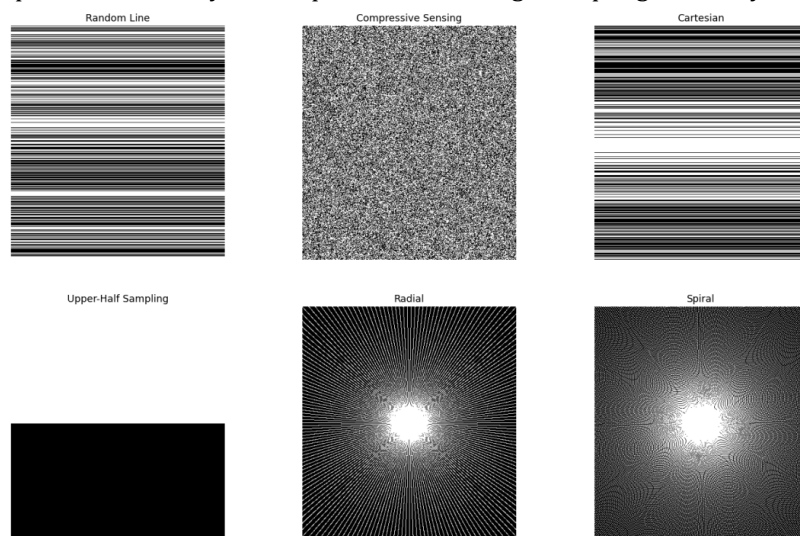 Random Line
Compressive Sensing
Cartesian
Upper-Half Sampling
Radial
Spiral